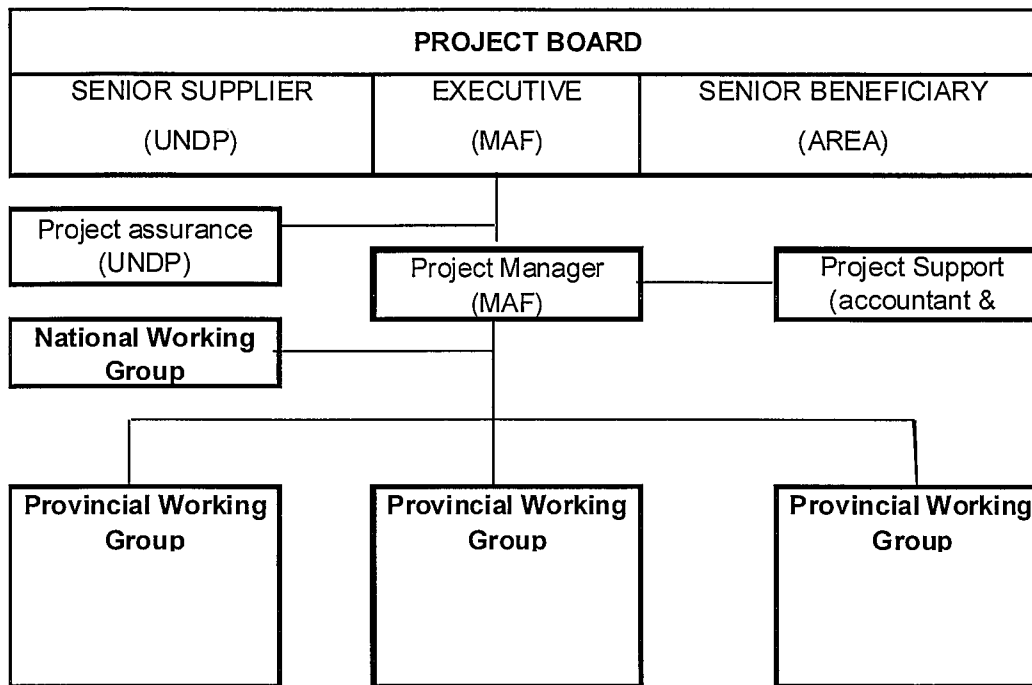 PROJECT BOARD
SENIOR SUPPLIER
(UNDP)
EXECUTIVE
(MAF)
SENIOR BENEFICIARY
(AREA)
Project assurance
(UNDP)
Project Manager
(MAF)
Project Support
(accountant &
National Working
Group
Provincial Working
Group
Provincial Working
Group
Provincial Working
Group